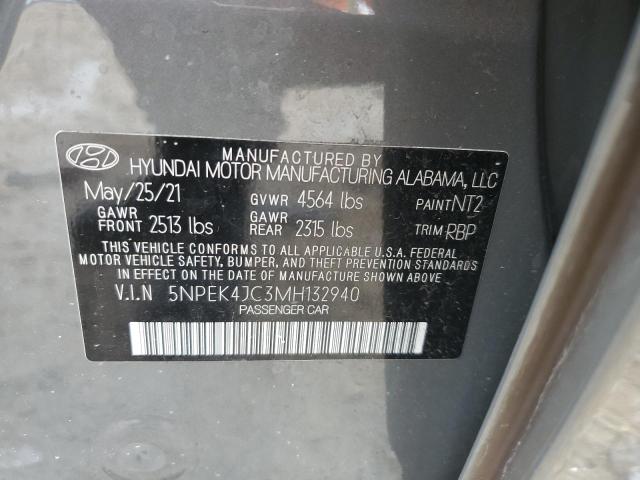 MANUFACTURED BY
HYUNDAI MOTOR MANUFACTURING ALABAMA, LLC
May/25/21 GVWR 4564 lbs PAINT NT2
GAWR FRONT 2513 lbs GAWR REAR 2315 lbs TRIM RBP
THIS VEHICLE CONFORMS TO ALL APPLICABLE U.S.A. FEDERAL
MOTOR VEHICLE SAFETY, BUMPER, AND THEFT PREVENTION STANDARDS
IN EFFECT ON THE DATE OF MANUFACTURE SHOWN ABOVE.
V.I.N 5NPEK4JC3MH132940
PASSENGER CAR